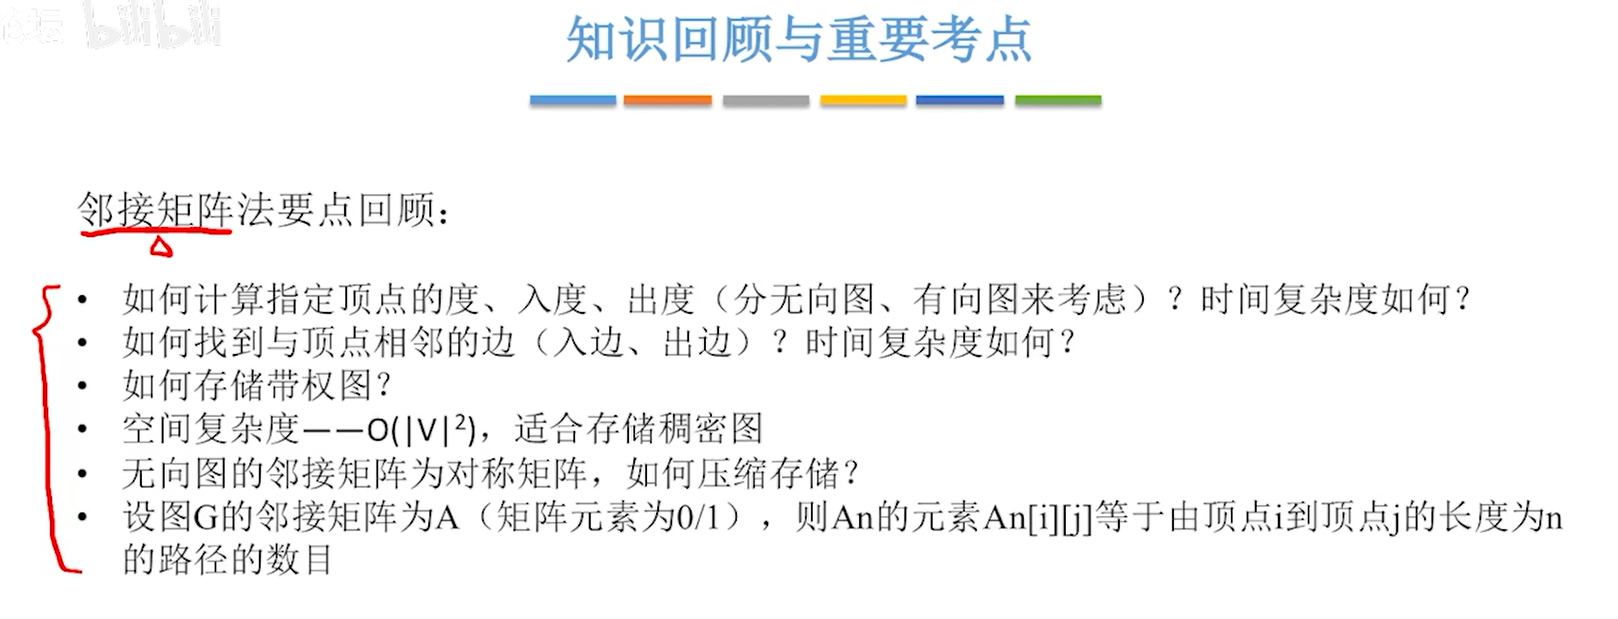 bilibili
知识回顾与重要考点
邻接矩阵法要点回顾：
• 如何计算指定顶点的度、入度、出度（分无向图、有向图来考虑）？时间复杂度如何？
• 如何找到与顶点相邻的边（入边、出边）？时间复杂度如何？
• 如何存储带权图？
• 空间复杂度——O(|V|²)，适合存储稠密图
• 无向图的邻接矩阵为对称矩阵，如何压缩存储？
• 设图G的邻接矩阵为A（矩阵元素为0/1），则An的元素An[i][j]等于由顶点i到顶点j的长度为n
的路径的数目